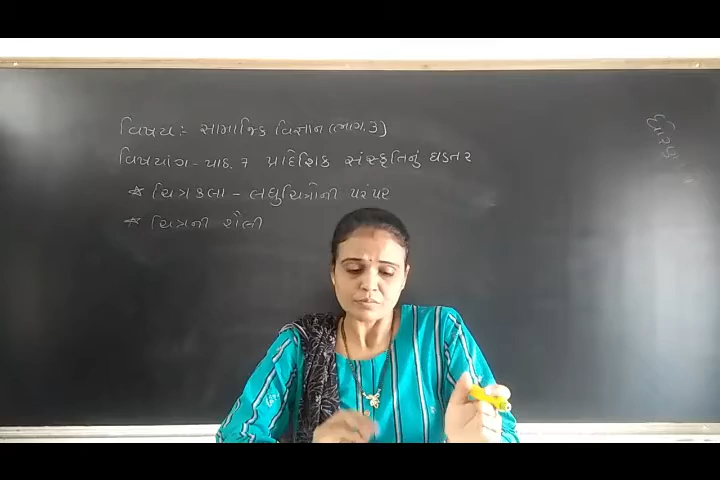 વિષય :- સામાજિક વિજ્ઞાન (ભાગ.3)
વિષયાંગ - પાઠ. 7 પ્રાદેશિક સંસ્કૃતિનું ઘડતર
* ચિત્રકલા - લઘુચિત્રોની પરંપર
* ચિત્રની શૈલી